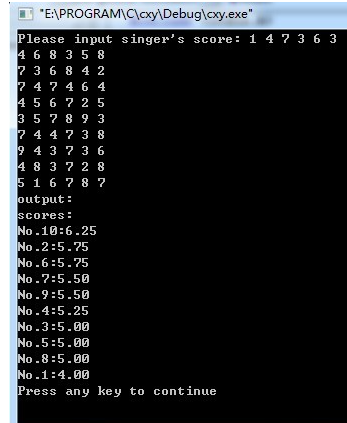 "E:\PROGRAM\C\cxy\Debug\cxy.exe"
Please input singer's score: 1 4 7 3 6 3
4 6 8 3 5 8
7 3 6 8 4 2
7 4 7 4 6 4
4 5 6 7 2 5
3 5 7 8 9 3
7 4 4 7 3 8
9 4 3 7 3 6
4 8 3 7 2 8
5 1 6 7 8 7
output:
scores:
No.10:6.25
No.2:5.75
No.6:5.75
No.7:5.50
No.9:5.50
No.4:5.25
No.3:5.00
No.5:5.00
No.8:5.00
No.1:4.00
Press any key to continue